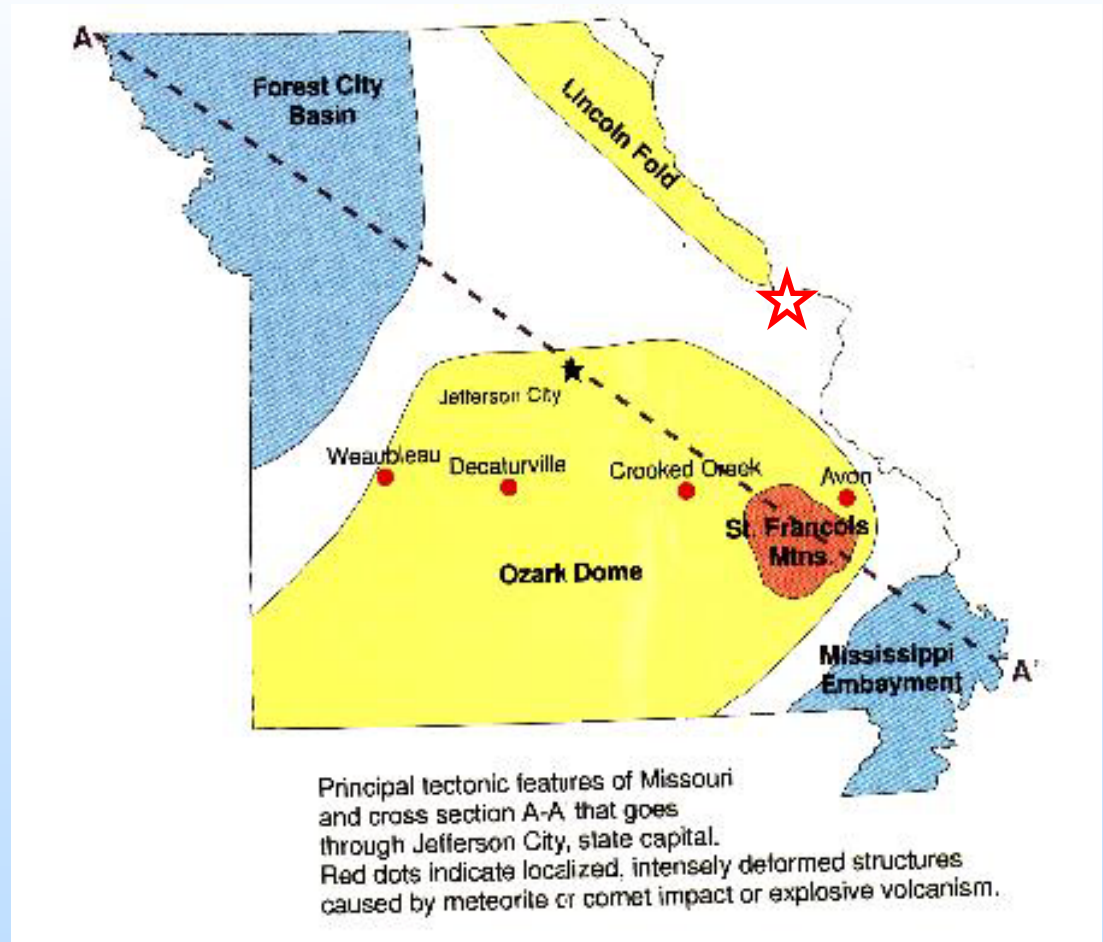 A
Forest City
Basin
Lincoln Fold
Jefferson City
Weaubleau
Decaturville
Crooked Creek
Avon
St. Francois
Mtns.
Ozark Dome
Mississippi
Embayment
A'
Principal tectonic features of Missouri
and cross section A-A' that goes
through Jefferson City, state capital.
Red dots indicate localized, intensely deformed structures
caused by meteorite or comet impact or explosive volcanism.